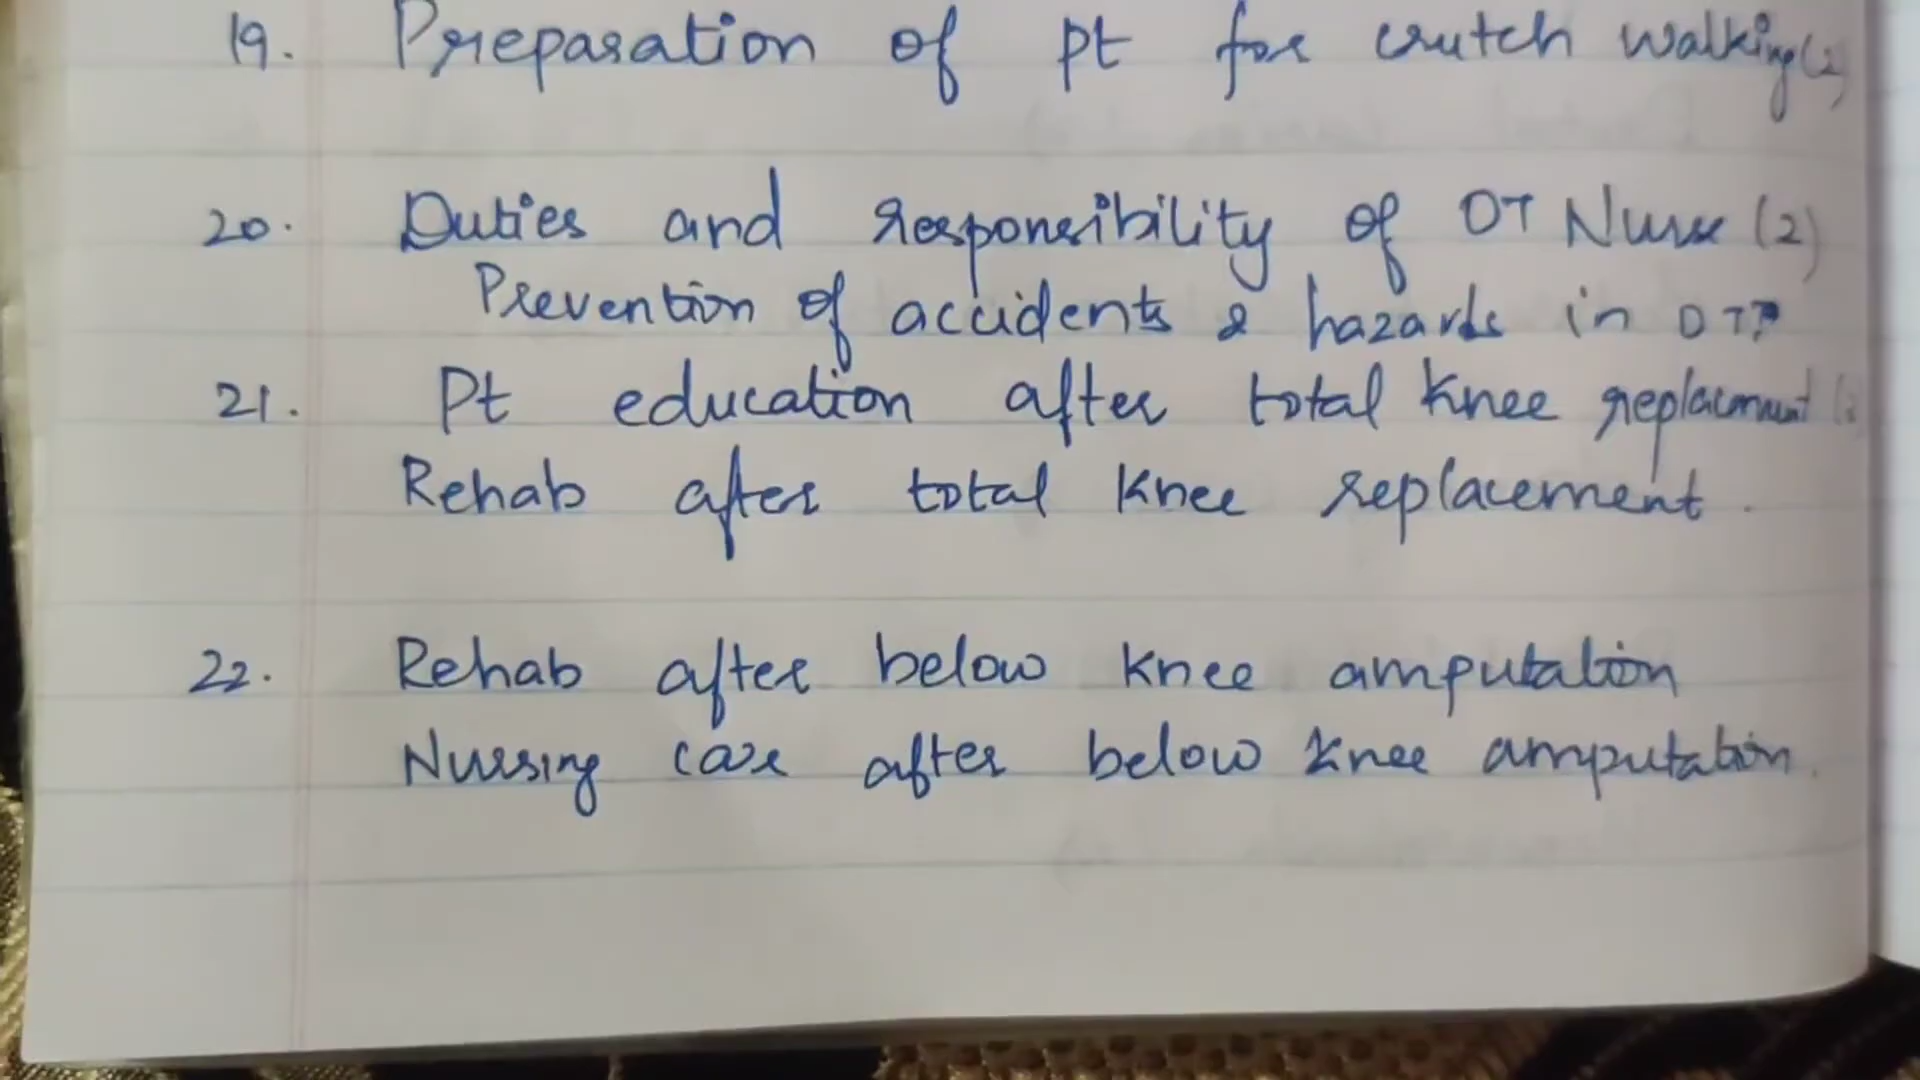 19. Preparation of pt for crutch walking (2)
20. Duties and responsibility of OT Nurse (2)
Prevention of accidents & hazards in OT?
21. Pt education after total knee replacement
Rehab after total knee replacement.
22. Rehab after below knee amputation
Nursing care after below knee amputation.